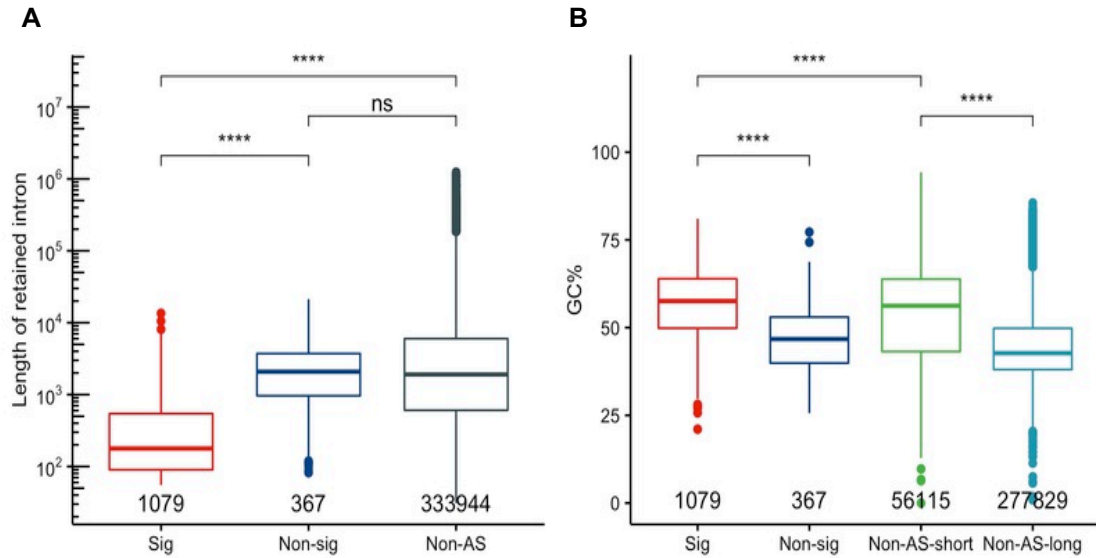 A
Length of retained intron
10^7
10^6
10^5
10^4
10^3
10^2
****
ns
****
1079 367 333944
Sig Non-sig Non-AS
B
GC%
100
75
50
25
0
****
****
****
1079 367 56115 277829
Sig Non-sig Non-AS-short Non-AS-long